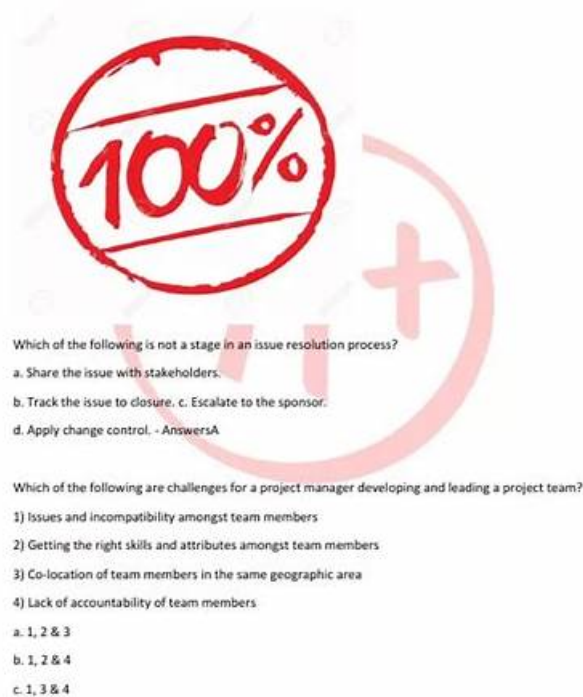 100%
A+
Which of the following is not a stage in an issue resolution process?
a. Share the issue with stakeholders.
b. Track the issue to closure. c. Escalate to the sponsor.
d. Apply change control. - AnswersA
Which of the following are challenges for a project manager developing and leading a project team?
1) Issues and incompatibility amongst team members
2) Getting the right skills and attributes amongst team members
3) Co-location of team members in the same geographic area
4) Lack of accountability of team members
a. 1, 2 & 3
b. 1, 2 & 4
c. 1, 3 & 4